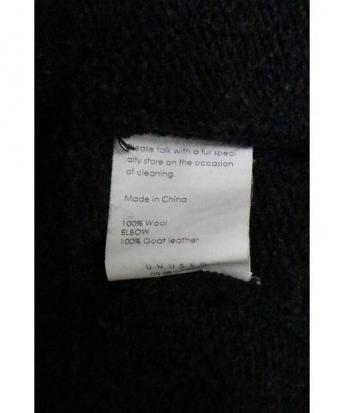 Please talk with a fur speci
alty store on the occasion
of cleaning.
Made in China
100% Wool
ELBOW
100% Goat leather
UNUSED